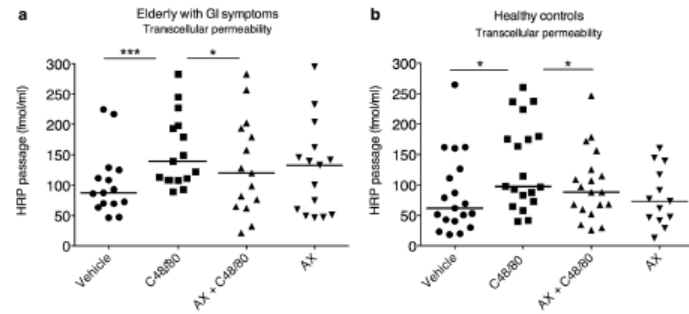 a Elderly with GI symptoms
Transcellular permeability
HRP passage (fmol/ml)
300
250
200
150
100
50
0
***
*
Vehicle
C48/80
AX + C48/80
AX
b Healthy controls
Transcellular permeability
HRP passage (fmol/ml)
300
250
200
150
100
50
0
*
*
Vehicle
C48/80
AX + C48/80
AX